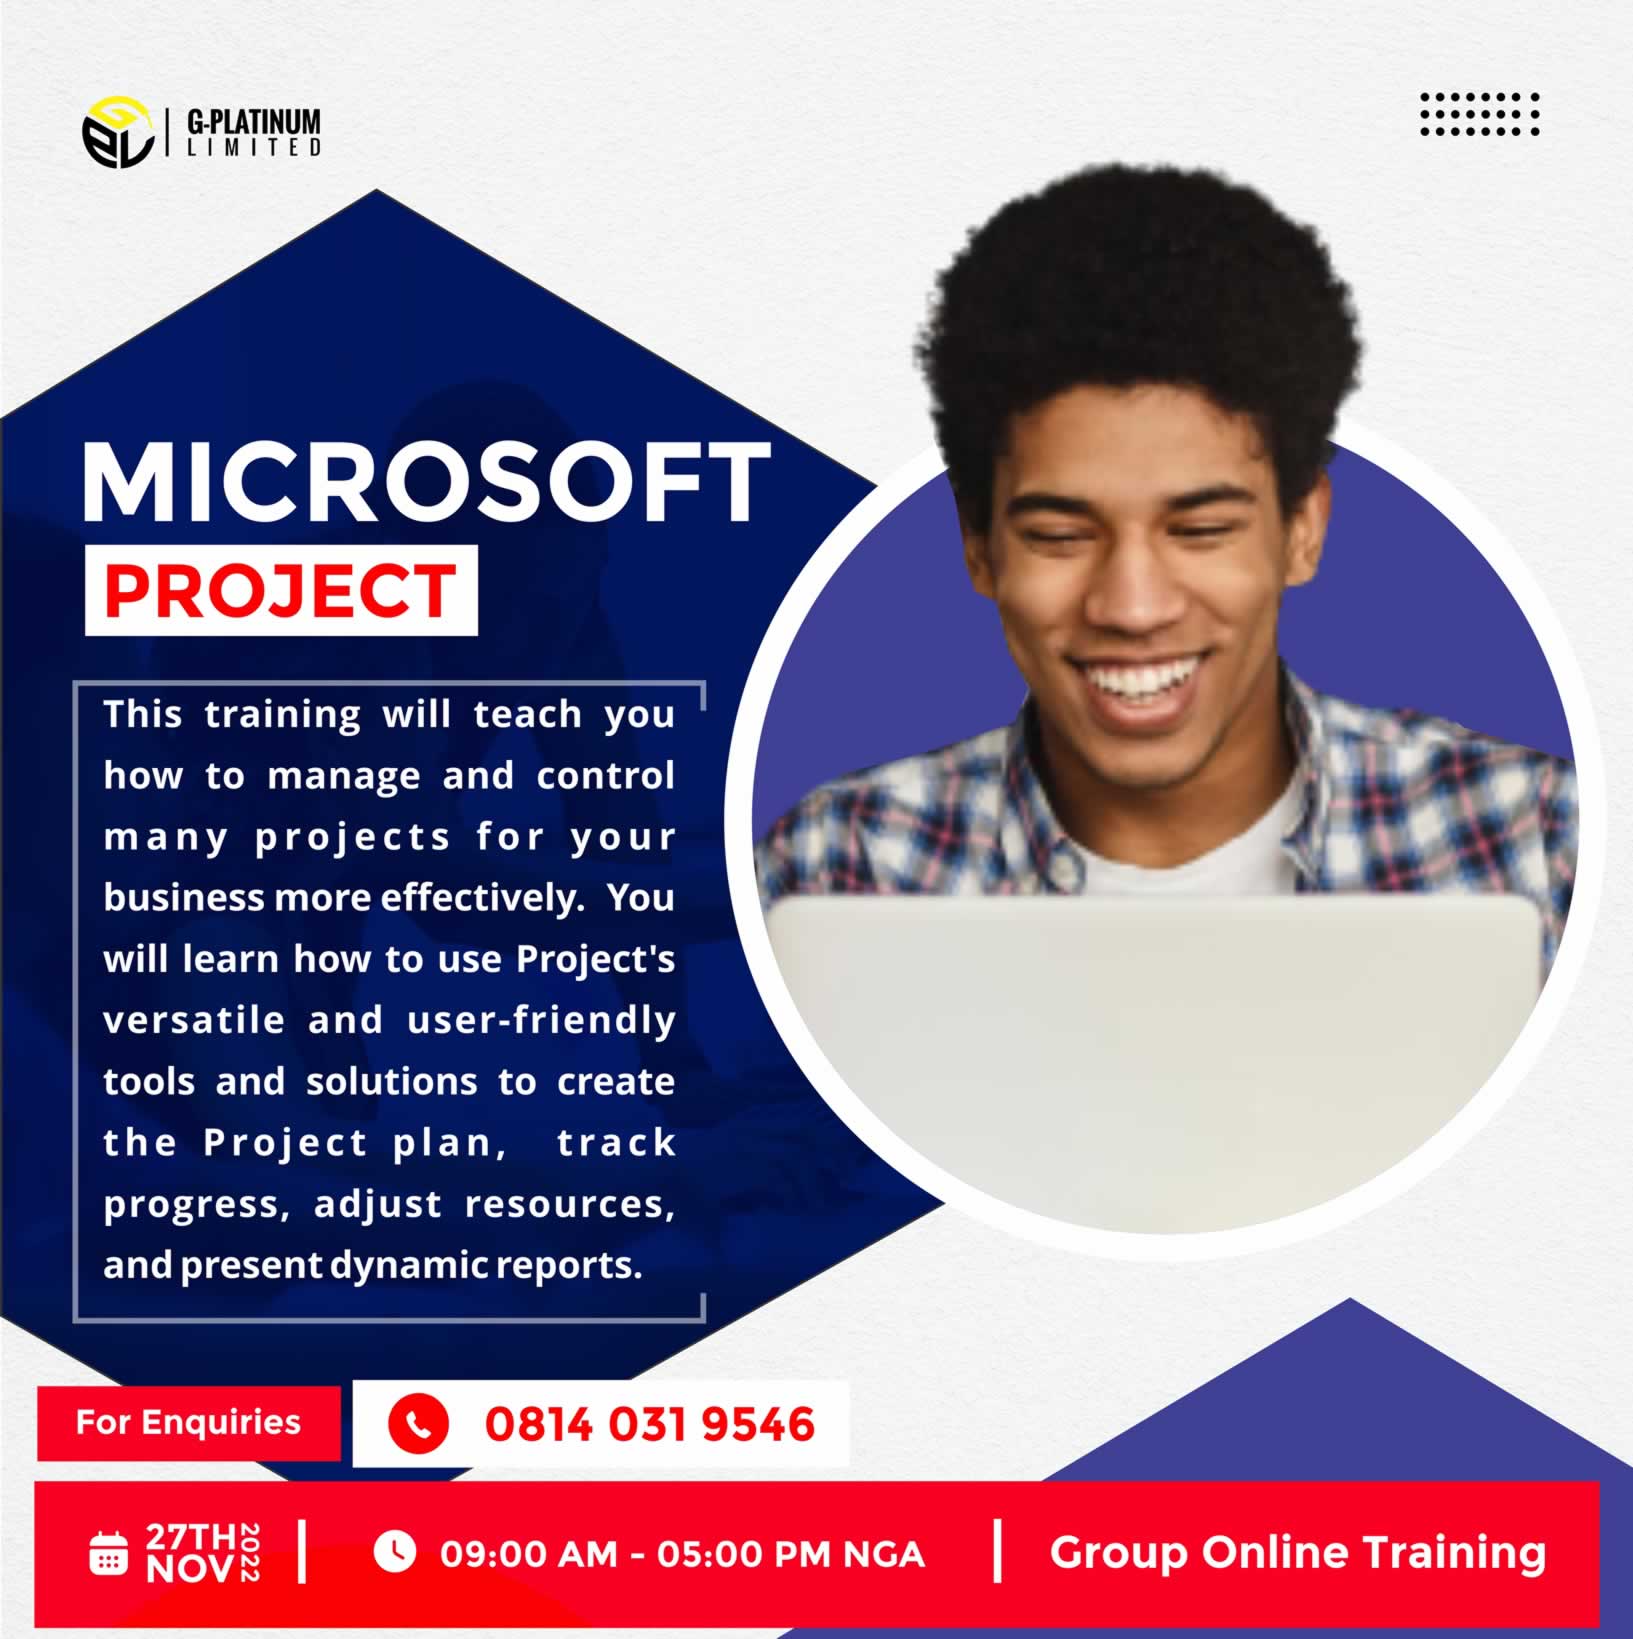 G-PLATINUM
LIMITED
MICROSOFT
PROJECT
This training will teach you
how to manage and control
many projects for your
business more effectively. You
will learn how to use Project's
versatile and user-friendly
tools and solutions to create
the Project plan, track
progress, adjust resources,
and present dynamic reports.
For Enquiries
0814 031 9546
27TH
NOV
2022
09:00 AM - 05:00 PM NGA
Group Online Training